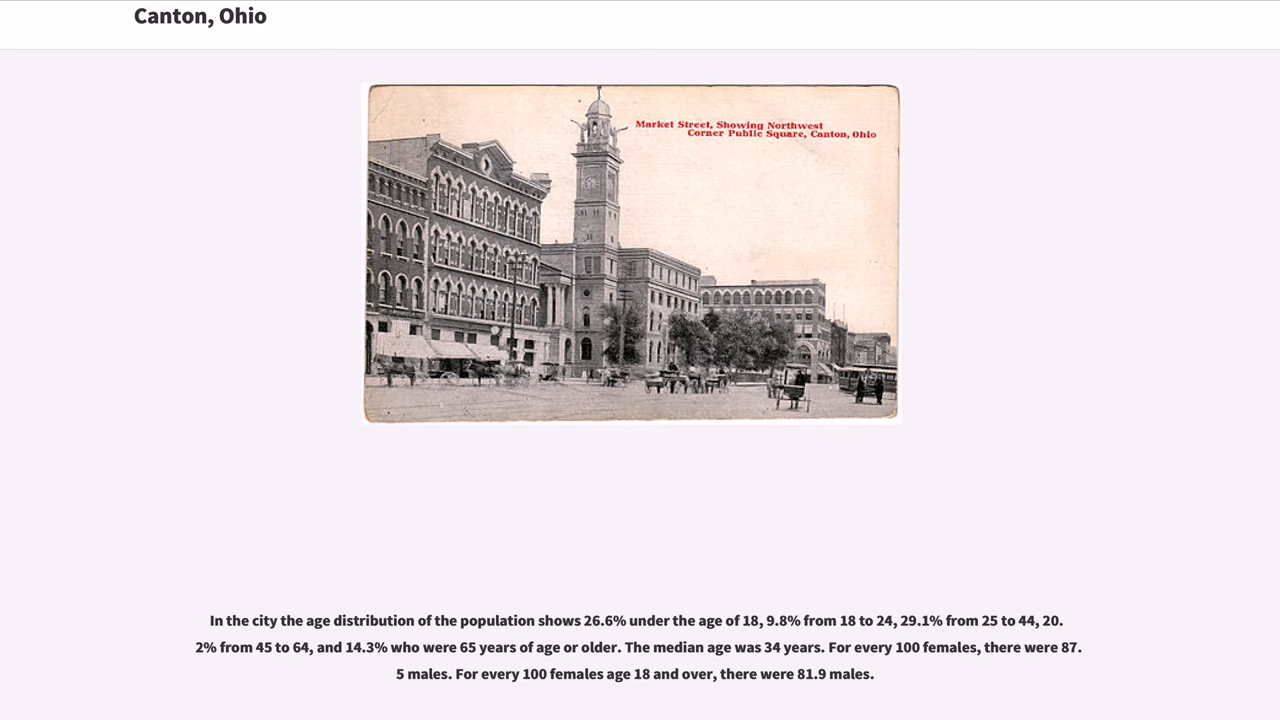 Canton, Ohio
Market Street, Showing Northwest
Corner Public Square, Canton, Ohio
In the city the age distribution of the population shows 26.6% under the age of 18, 9.8% from 18 to 24, 29.1% from 25 to 44, 20.
2% from 45 to 64, and 14.3% who were 65 years of age or older. The median age was 34 years. For every 100 females, there were 87.
5 males. For every 100 females age 18 and over, there were 81.9 males.